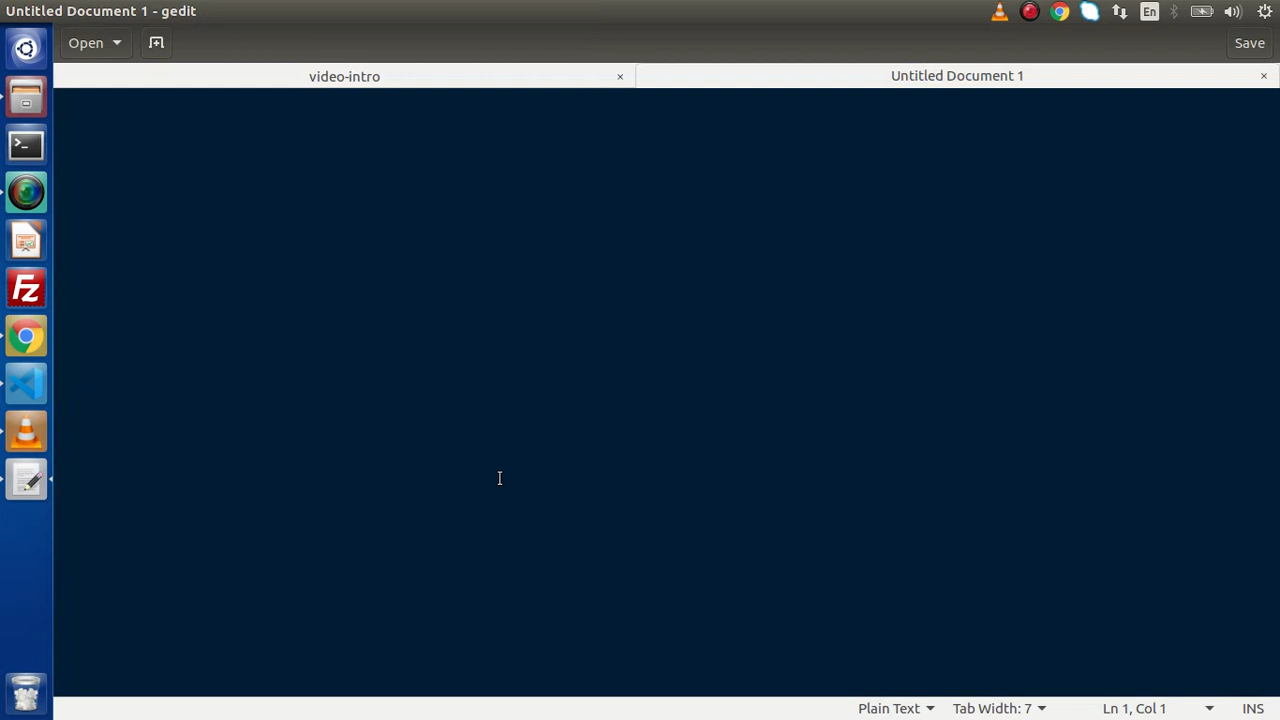 Untitled Document 1 - gedit
En
Open
Save
video-intro ×
Untitled Document 1 ×
>_
Fz
Plain Text
Tab Width: 7
Ln 1, Col 1
INS